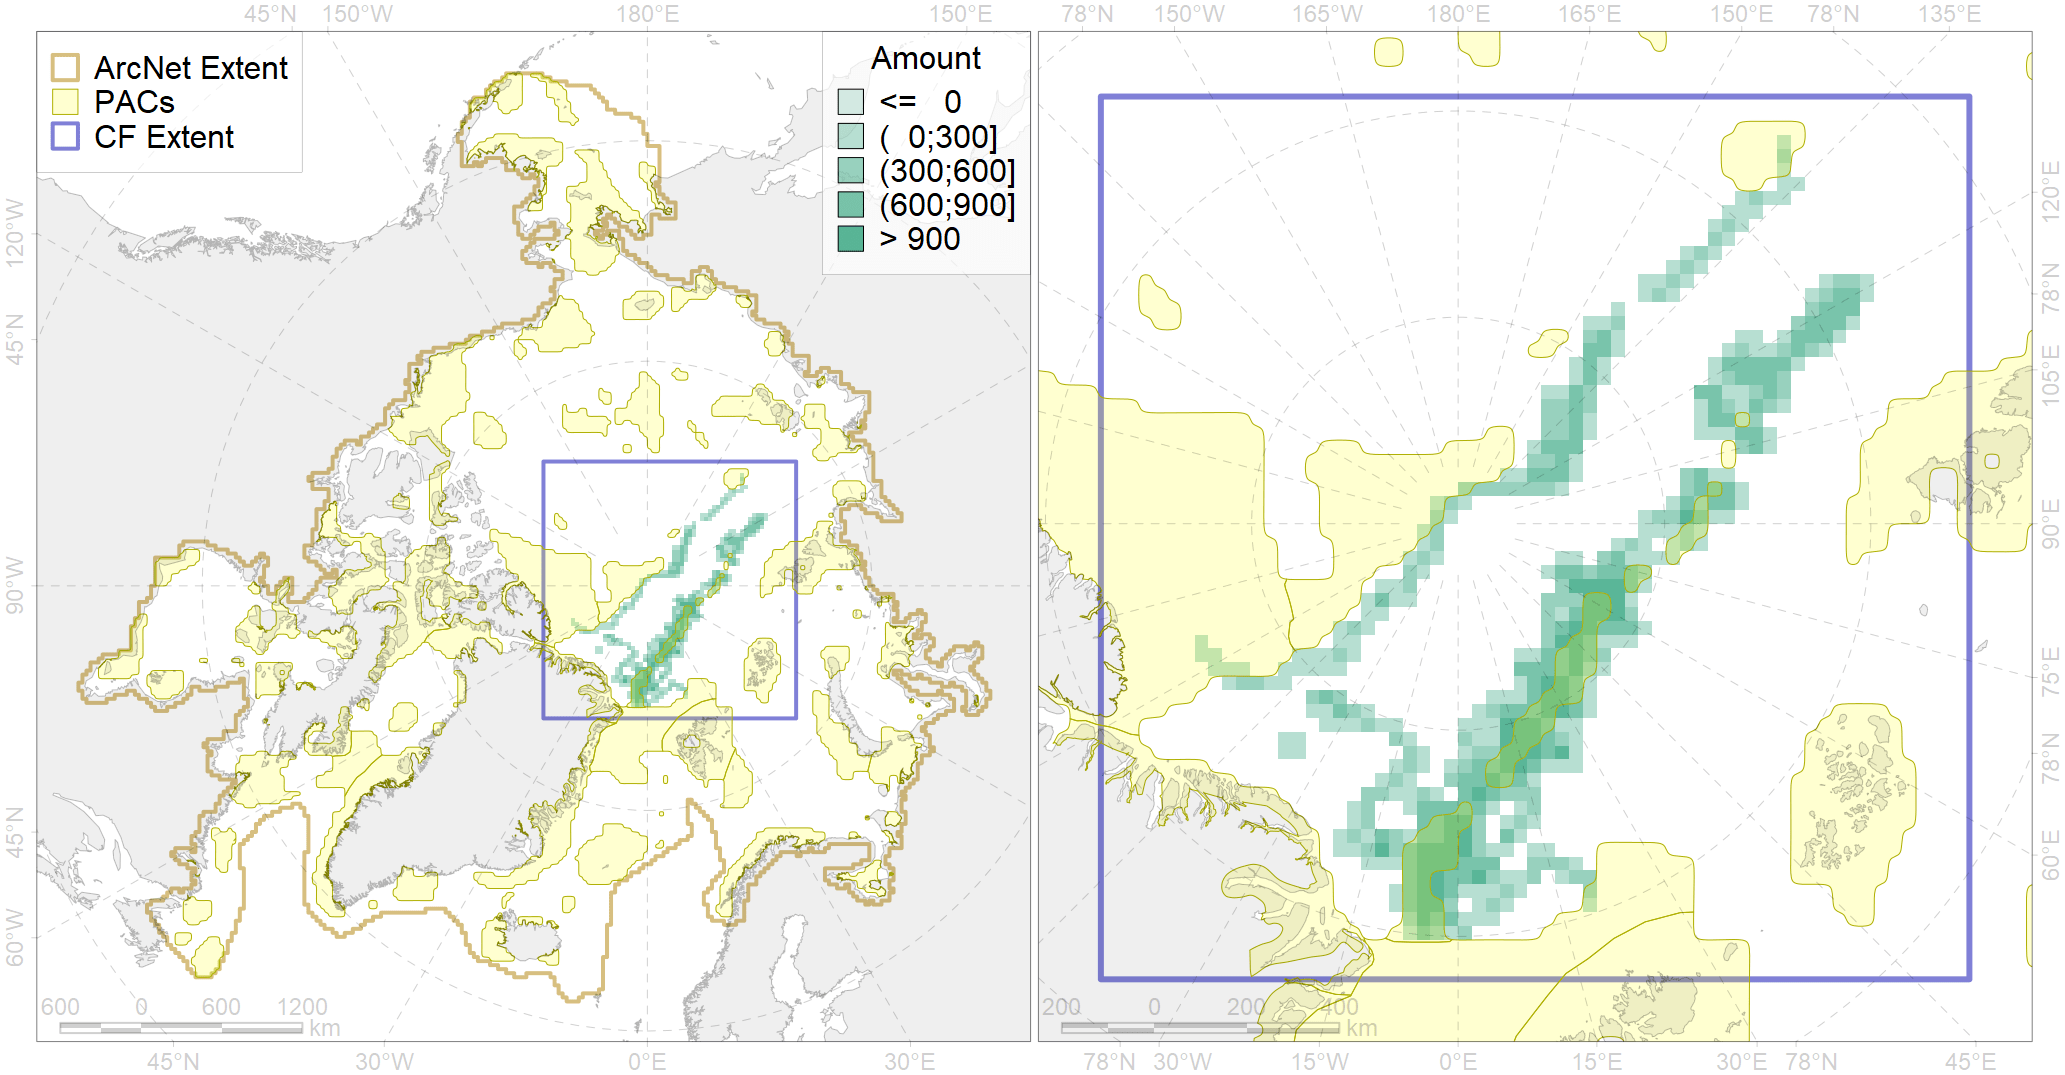 45°N 150°W 180°E 150°E 78°N 150°W 165°W 180°E 165°E 150°E 78°N 135°E
ArcNet Extent
PACs
CF Extent
Amount
<= 0
( 0;300]
(300;600]
(600;900]
> 900
120°W
45°N
90°W
45°N
60°W
120°E
78°N
105°E
90°E
75°E
78°N
60°E
600 0 600 1200
km
200 0 200 400
km
45°W 30°W 0°E 30°E 78°N 30°W 15°W 0°E 15°E 30°E 78°N 45°E